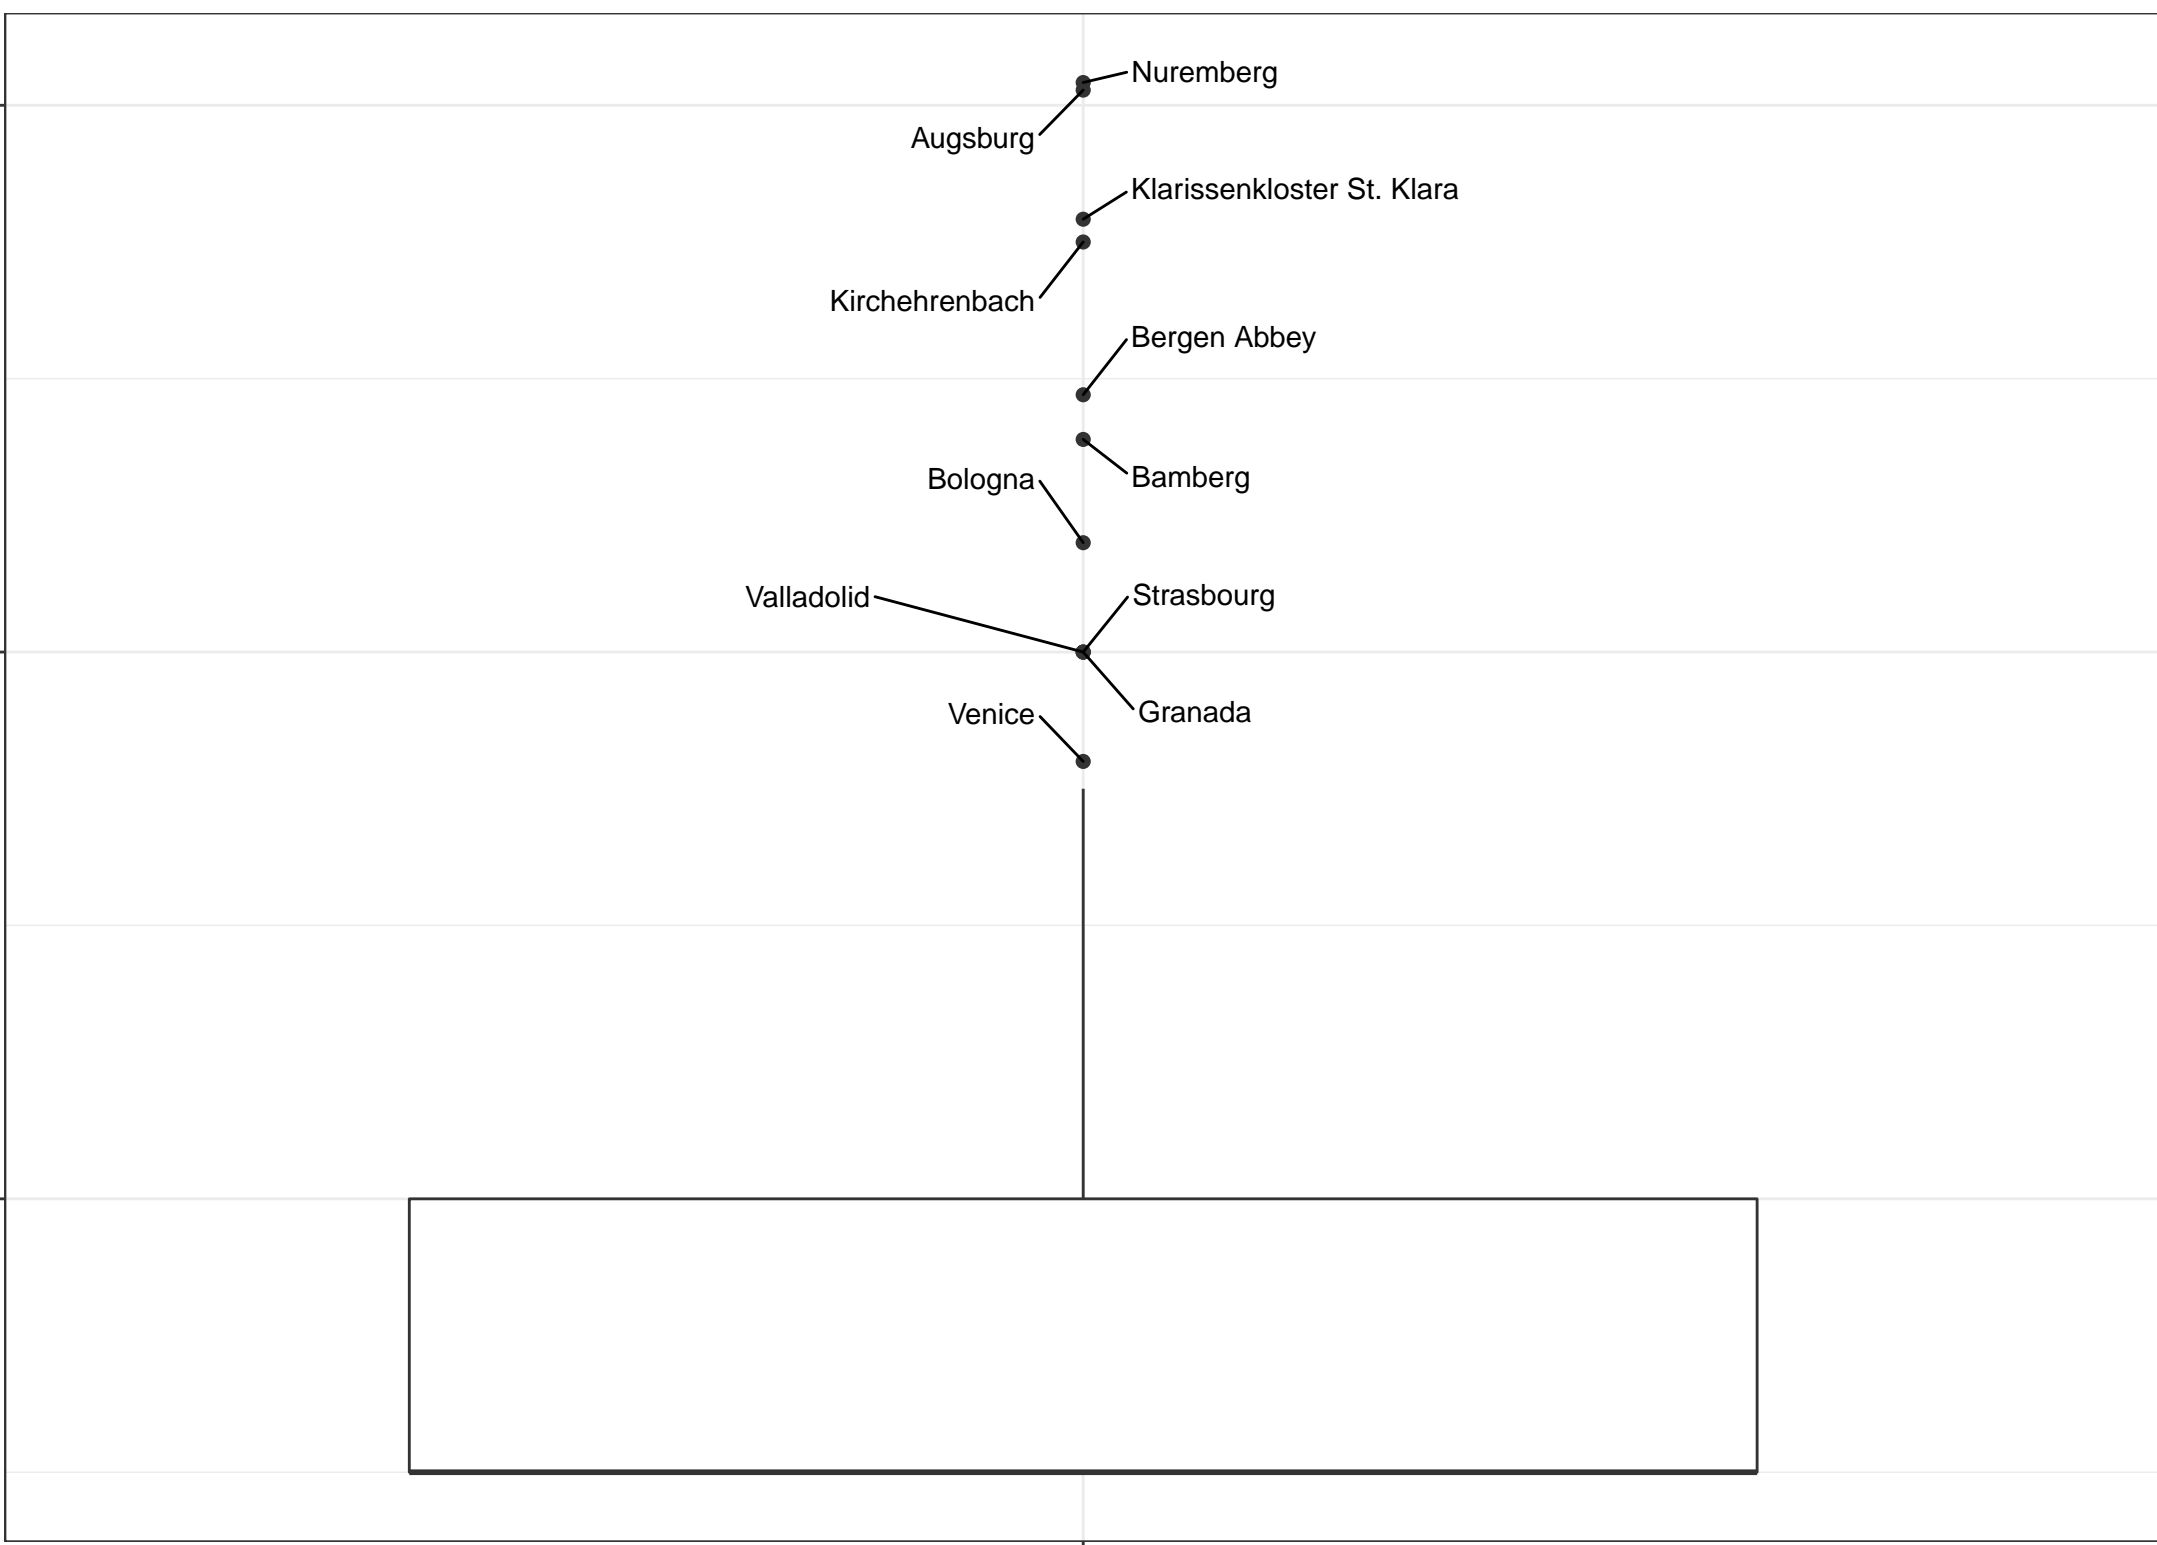 Nuremberg
Augsburg
Klarissenkloster St. Klara
Kirchehrenbach
Bergen Abbey
Bamberg
Bologna
Strasbourg
Valladolid
Granada
Venice